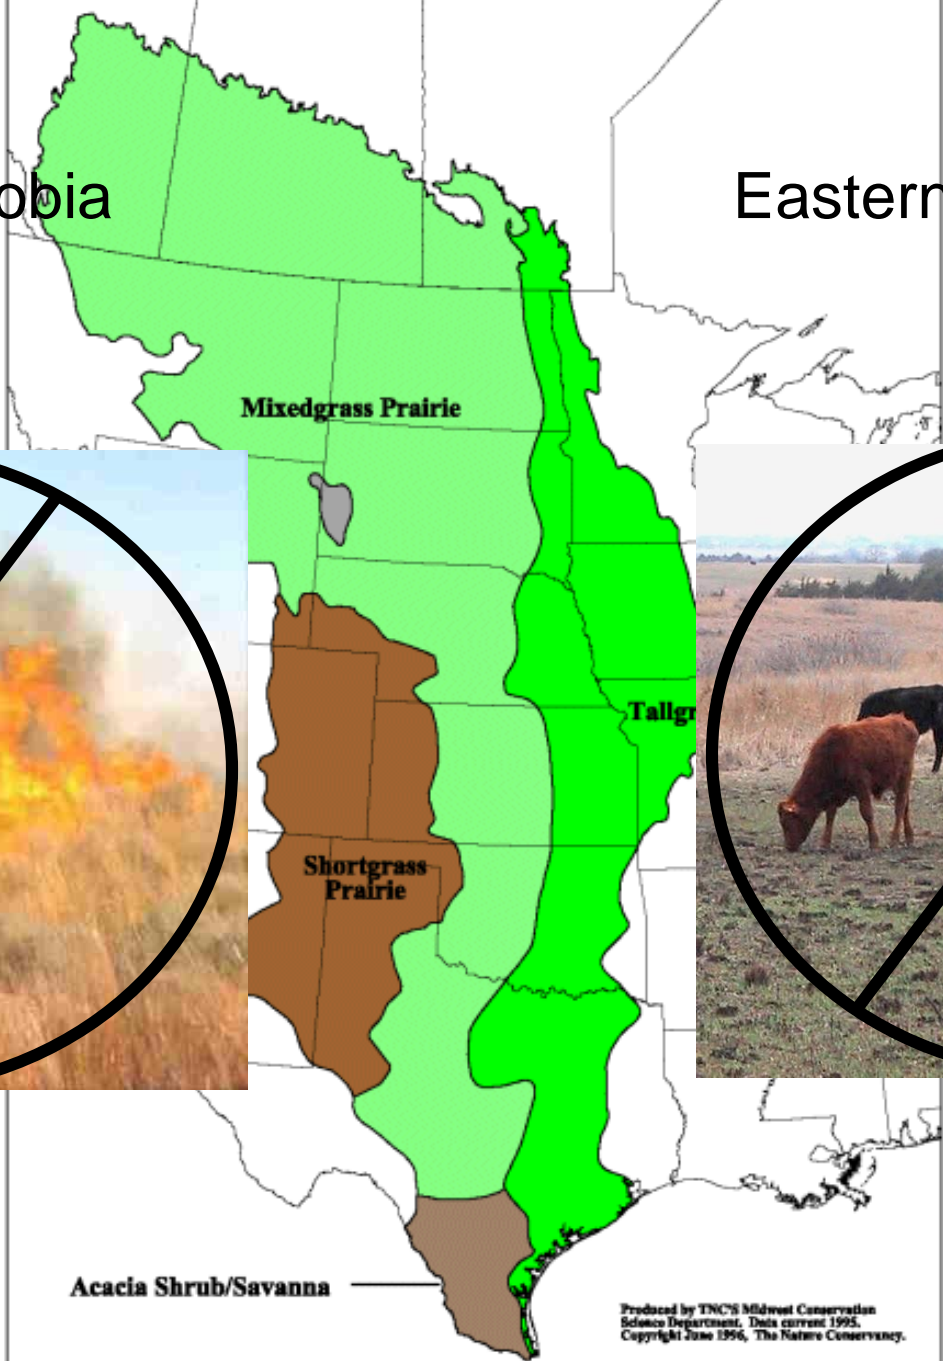 obia
Eastern
Mixedgrass Prairie
Tallgr
Shortgrass
Prairie
Acacia Shrub/Savanna
Produced by TNC'S Midwest Conservation
Science Department. Data current 1995.
Copyright June 1996, The Nature Conservancy.